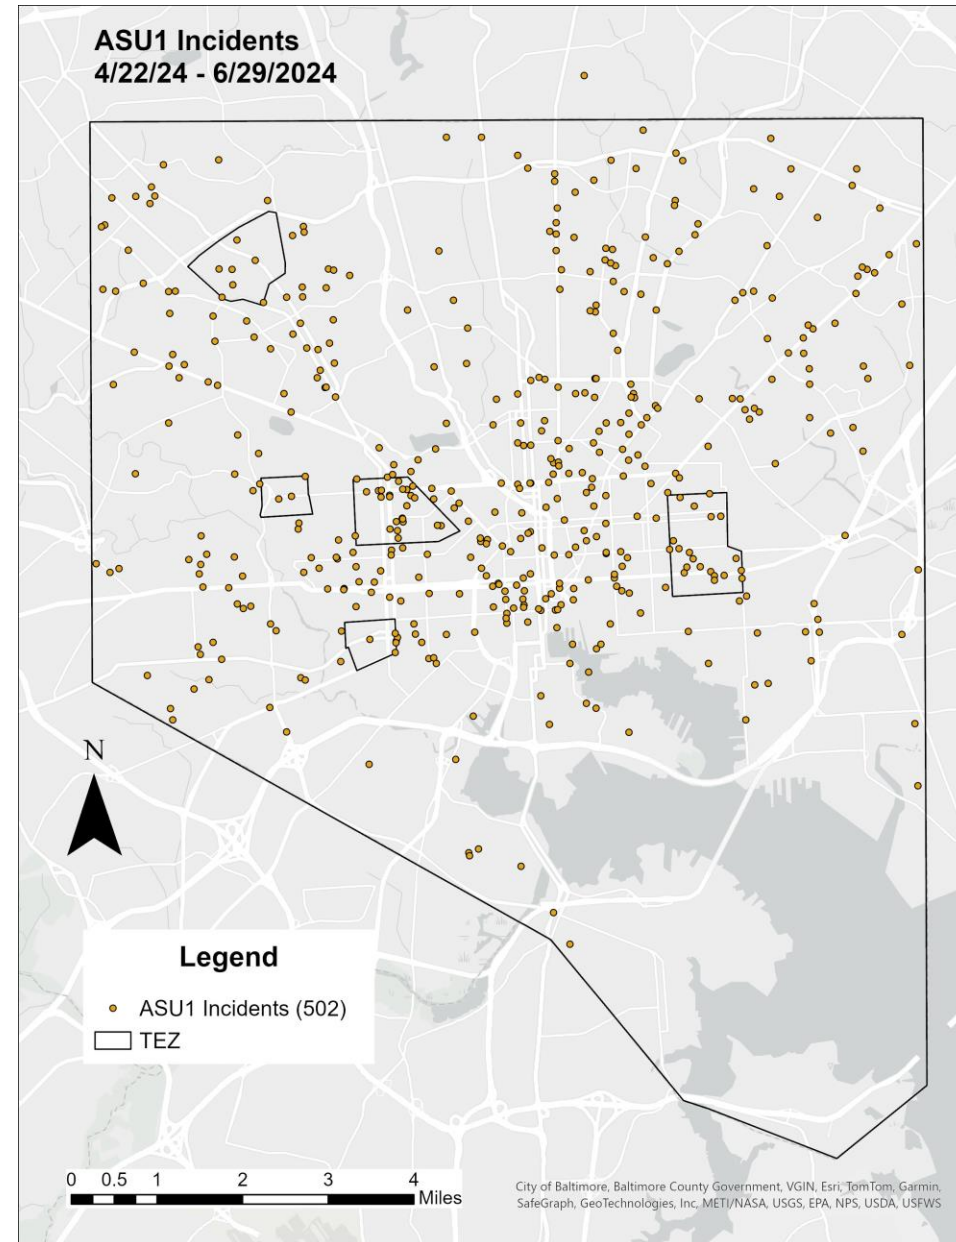 ASU1 Incidents
4/22/24 - 6/29/2024
N
Legend
ASU1 Incidents (502)
TEZ
0 0.5 1 2 3 4
Miles
City of Baltimore, Baltimore County Government, VGIN, Esri, TomTom, Garmin,
SafeGraph, GeoTechnologies, Inc, METI/NASA, USGS, EPA, NPS, USDA, USFWS